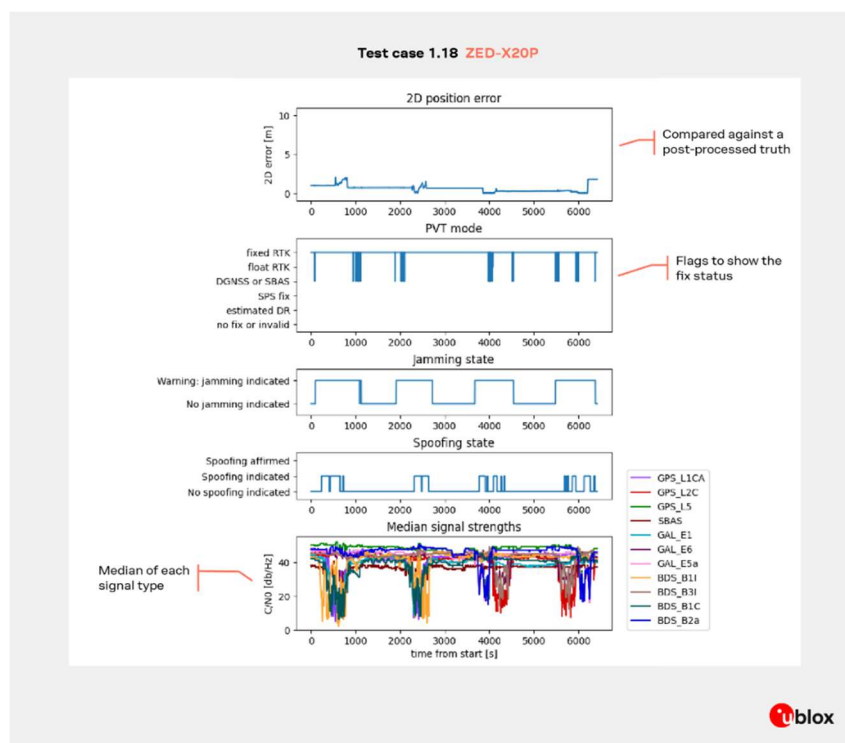 Test case 1.18 ZED-X20P
2D position error
2D error [m]
10
5
0
0 1000 2000 3000 4000 5000 6000
Compared against a
post-processed truth
PVT mode
fixed RTK
float RTK
DGNSS or SBAS
SPS fix
estimated DR
no fix or invalid
0 1000 2000 3000 4000 5000 6000
Flags to show the
fix status
Jamming state
Warning: jamming indicated
No jamming indicated
0 1000 2000 3000 4000 5000 6000
Spoofing state
Spoofing affirmed
Spoofing indicated
No spoofing indicated
0 1000 2000 3000 4000 5000 6000
Median signal strengths
C/N0 [db/Hz]
40
20
0
0 1000 2000 3000 4000 5000 6000
time from start [s]
Median of each
signal type
GPS_L1CA
GPS_L2C
GPS_L5
SBAS
GAL_E1
GAL_E6
GAL_E5a
BDS_B1I
BDS_B3I
BDS_B1C
BDS_B2a
ublox